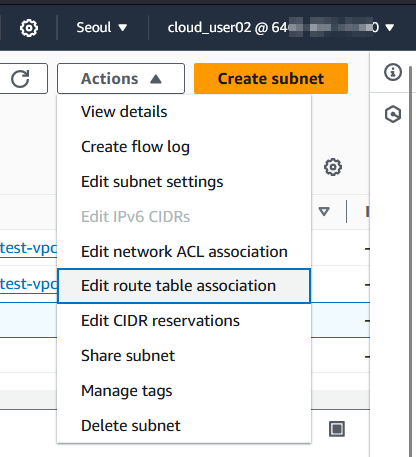 Seoul cloud_user02 @ 64 0
Actions Create subnet
View details
Create flow log
Edit subnet settings
Edit IPv6 CIDRs
Edit network ACL association
test-vpc
Edit route table association
test-vpc
Edit CIDR reservations
Share subnet
Manage tags
Delete subnet